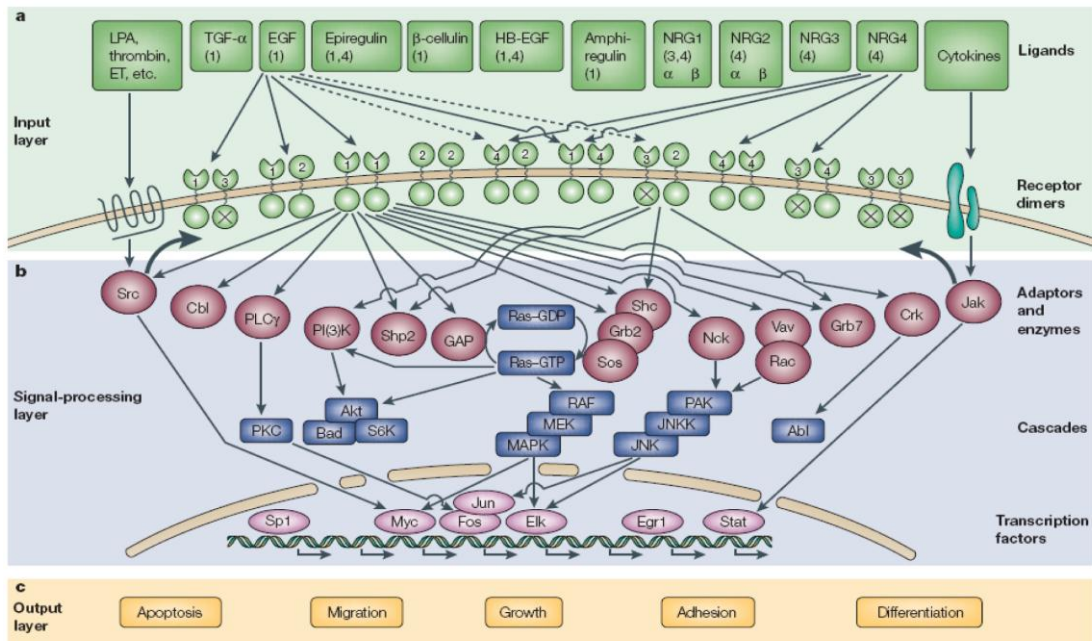 a
LPA,
thrombin,
ET, etc.
TGF-α
(1)
EGF
(1)
Epiregulin
(1,4)
β-cellulin
(1)
HB-EGF
(1,4)
Amphi-
regulin
(1)
NRG1
(3,4)
α β
NRG2
(4)
α β
NRG3
(4)
NRG4
(4)
Cytokines
Ligands
Input
layer
1 3
1 2
1 1
2 2
4 2
1 4
3 2
4 4
3 4
3 3
Receptor
dimers
b
Src
Cbl
PLCγ
PI(3)K
Shp2
GAP
Ras–GDP
Ras–GTP
Shc
Grb2
Sos
Nck
Vav
Rac
Grb7
Crk
Jak
Adaptors
and
enzymes
Signal-processing
layer
PKC
Akt
Bad
S6K
RAF
MEK
MAPK
PAK
JNKK
JNK
Abl
Cascades
Sp1
Myc
Jun
Fos
Elk
Egr1
Stat
Transcription
factors
c
Output
layer
Apoptosis
Migration
Growth
Adhesion
Differentiation